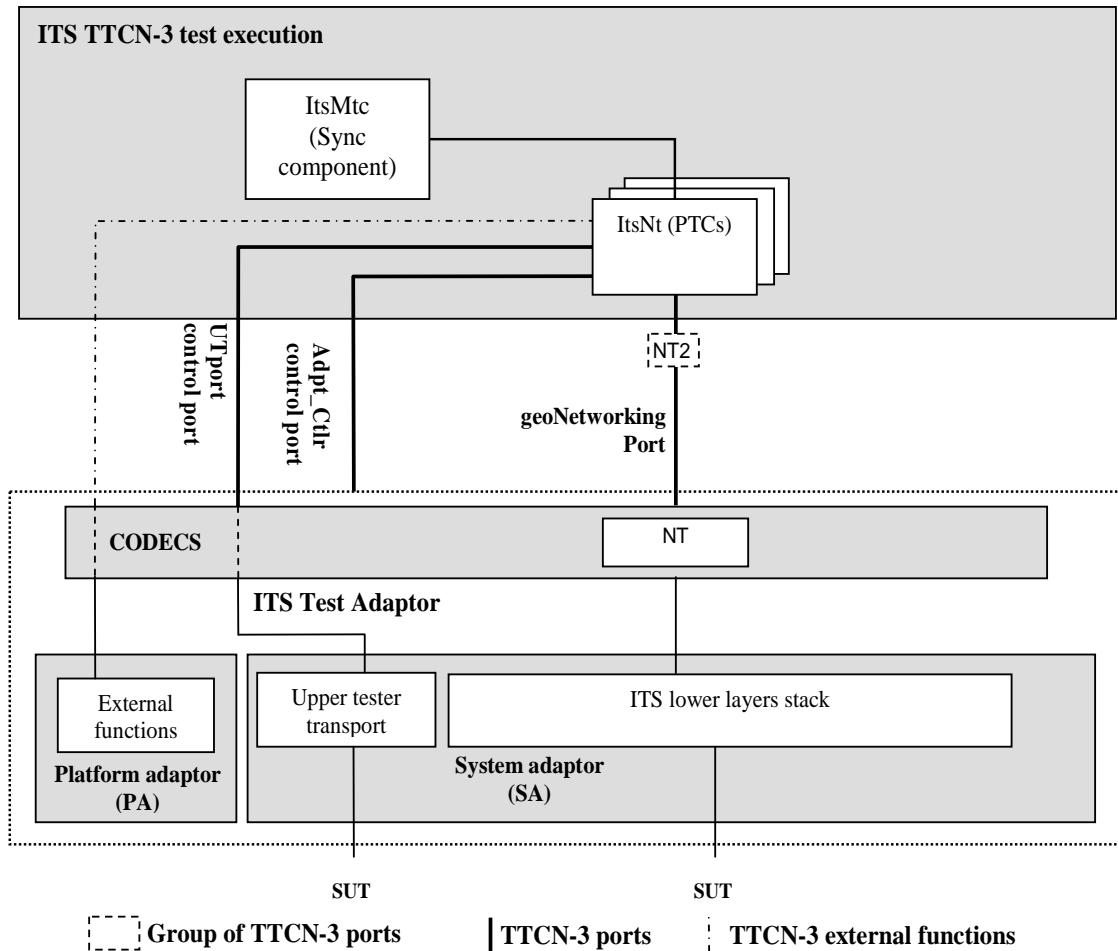 ITS TTCN-3 test execution
ItsMtc
(Sync
component)
ItsNt (PTCs)
UTport
control port
Adpt_Ctlr
control port
NT2
geoNetworking
Port
CODECS
NT
ITS Test Adaptor
External
functions
Platform adaptor
(PA)
Upper tester
transport
ITS lower layers stack
System adaptor
(SA)
SUT
SUT
Group of TTCN-3 ports
TTCN-3 ports
TTCN-3 external functions